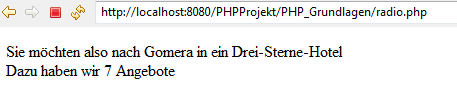 http://localhost:8080/PHPProjekt/PHP_Grundlagen/radio.php
Sie möchten also nach Gomera in ein Drei-Sterne-Hotel
Dazu haben wir 7 Angebote